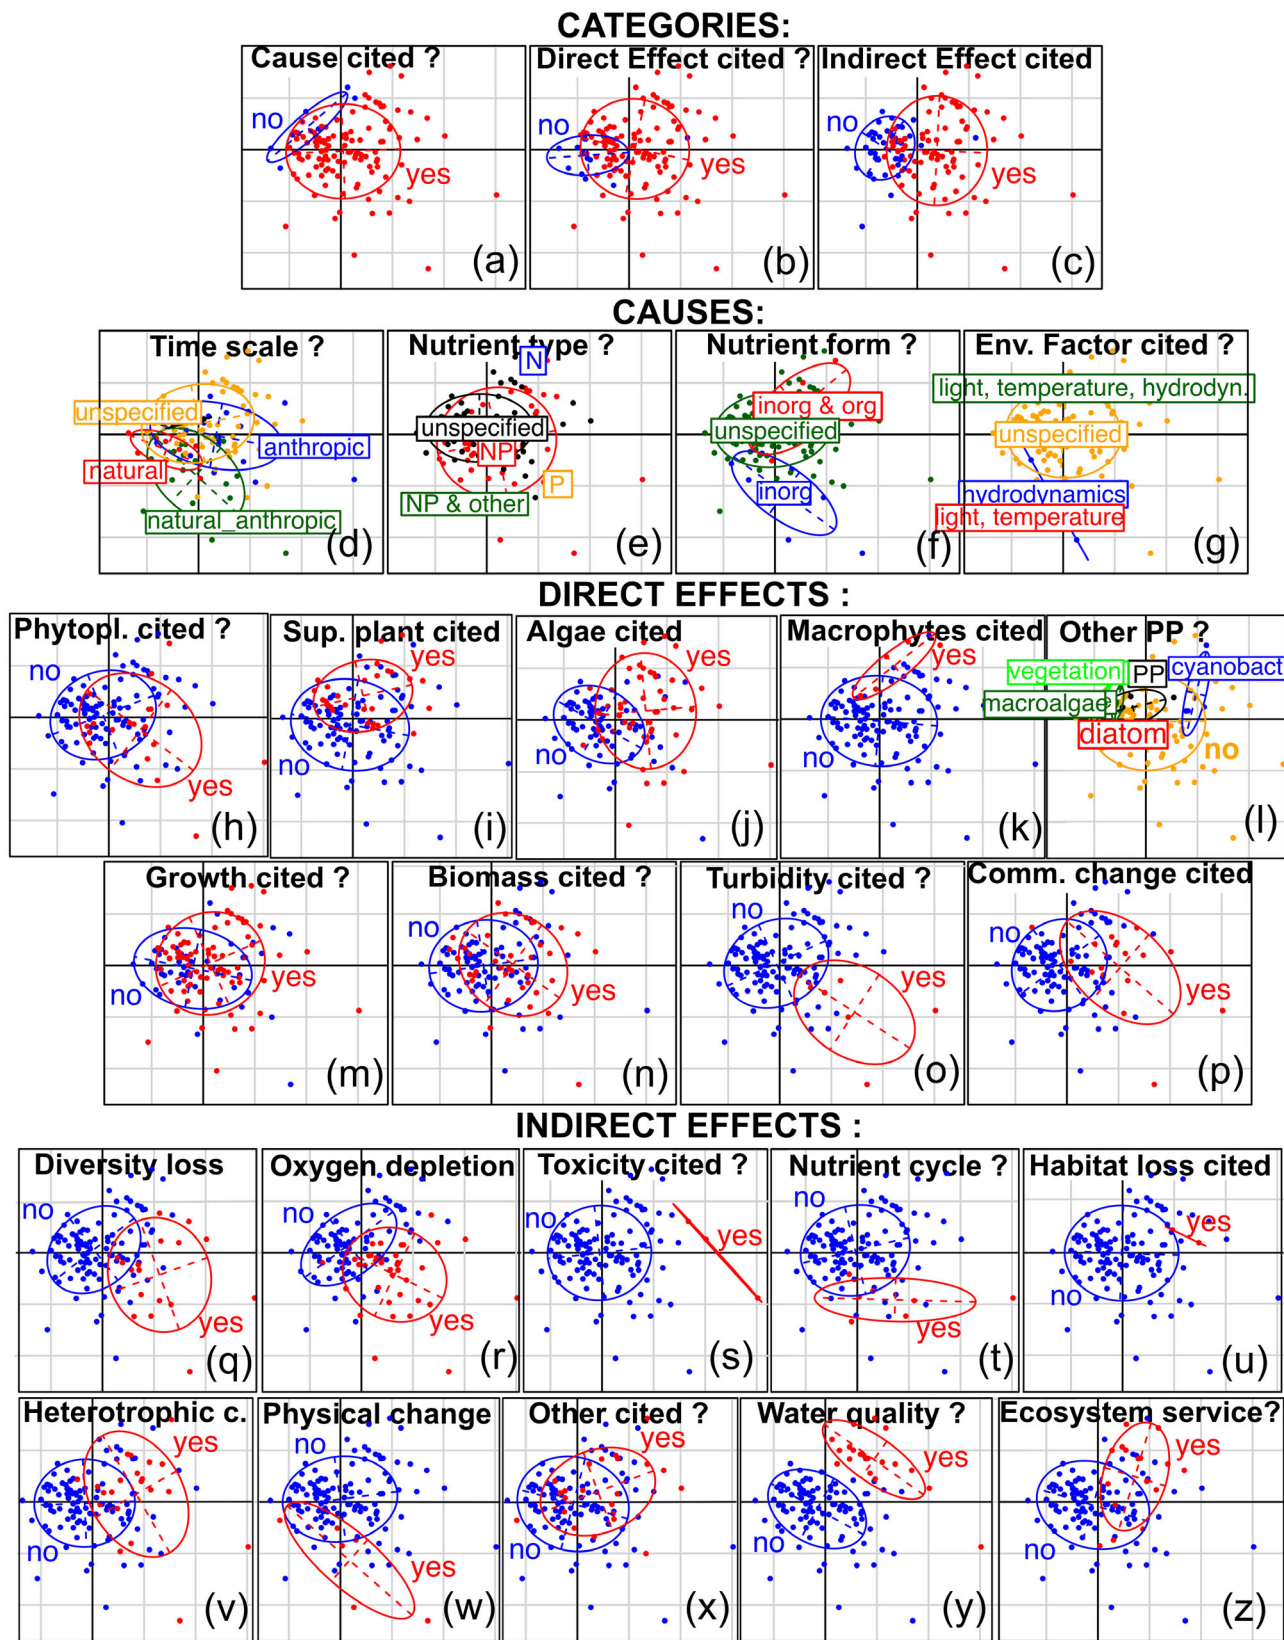 CATEGORIES:
Cause cited ? Direct Effect cited ? Indirect Effect cited
no no no
yes yes yes
(a) (b) (c)
CAUSES:
Time scale ? Nutrient type ? Nutrient form ? Env. Factor cited ?
N
light, temperature, hydrodyn.
unspecified inorg & org
unspecified unspecified unspecified
anthropic
natural NP
P inorg hydrodynamics
NP & other
natural_anthropic light, temperature
(d) (e) (f) (g)
DIRECT EFFECTS :
Phytopl. cited ? Sup. plant cited Algae cited Macrophytes cited Other PP ?
no yes yes yes vegetation PP cyanobact
macroalgae
diatom
no no no no
yes
(h) (i) (j) (k) (l)
Growth cited ? Biomass cited ? Turbidity cited ? Comm. change cited
no no no
yes yes
no yes yes
(m) (n) (o) (p)
INDIRECT EFFECTS :
Diversity loss Oxygen depletion Toxicity cited ? Nutrient cycle ? Habitat loss cited
no no no no yes
yes
no
yes yes yes
(q) (r) (s) (t) (u)
Heterotrophic c. Physical change Other cited ? Water quality ? Ecosystem service?
yes no yes yes yes
no yes no no no
(v) (w) (x) (y) (z)